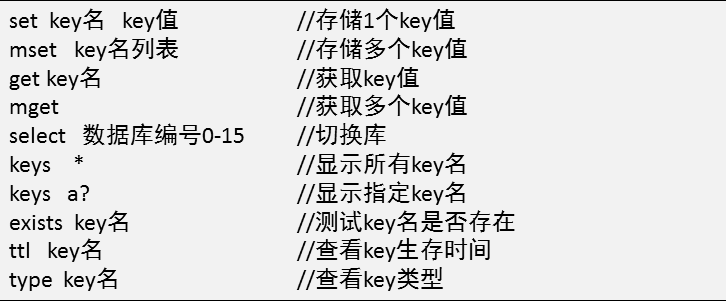 set key名 key值 //存储1个key值
mset key名列表 //存储多个key值
get key名 //获取key值
mget //获取多个key值
select 数据库编号0-15 //切换库
keys * //显示所有key名
keys a? //显示指定key名
exists key名 //测试key名是否存在
ttl key名 //查看key生存时间
type key名 //查看key类型